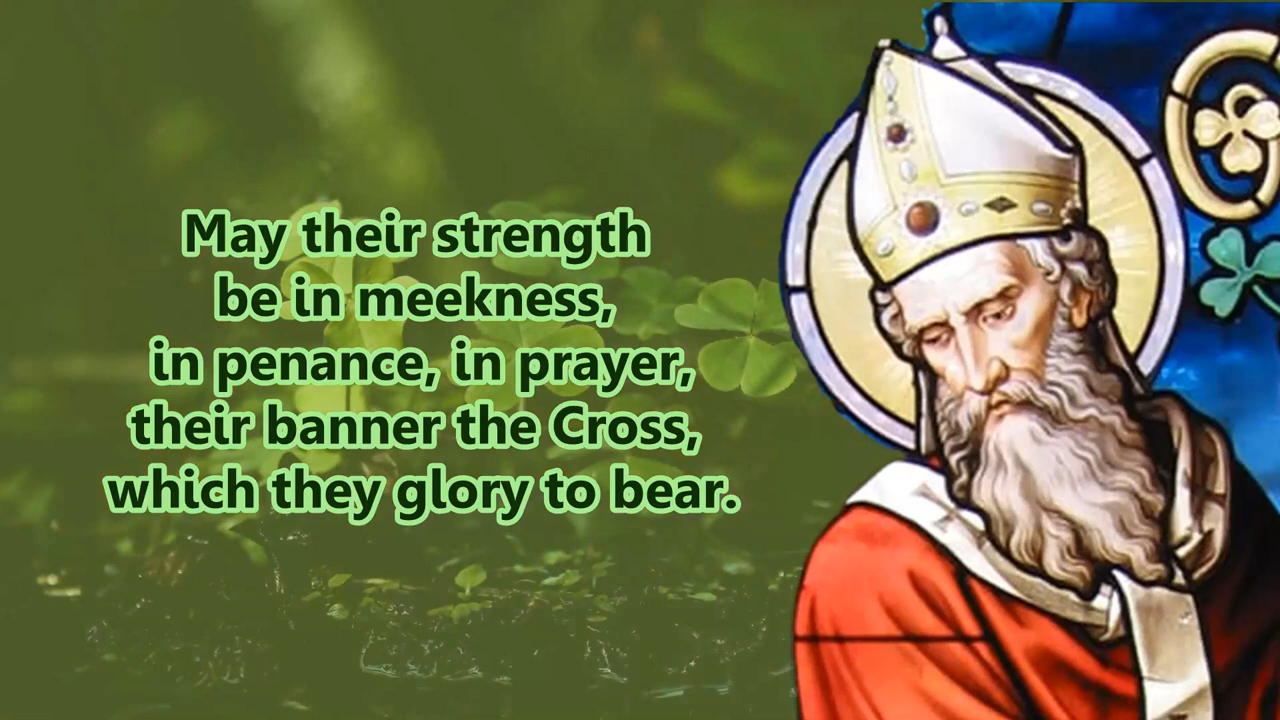 May their strength
be in meekness,
in penance, in prayer,
their banner the Cross,
which they glory to bear.